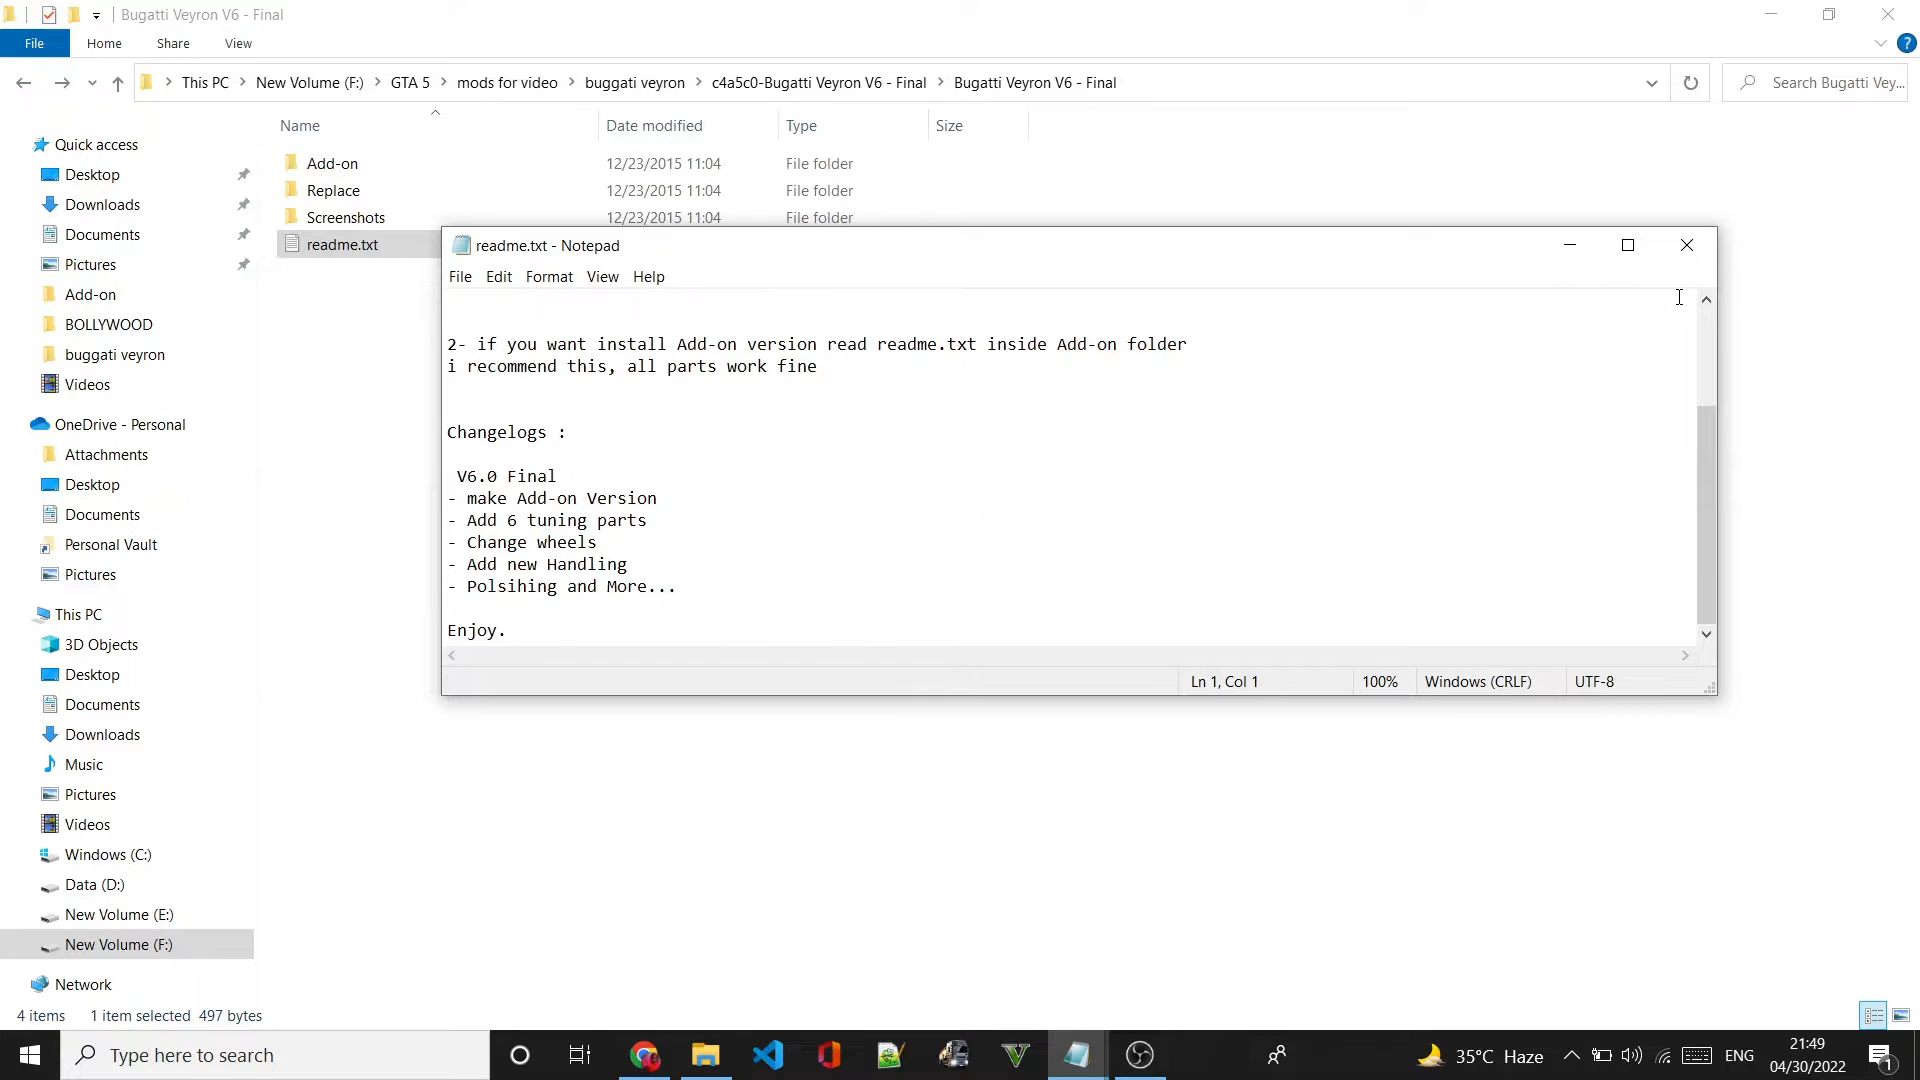 Bugatti Veyron V6 - Final
File Home Share View
This PC New Volume (F:) GTA 5 mods for video buggati veyron c4a5c0-Bugatti Veyron V6 - Final Bugatti Veyron V6 - Final
Search Bugatti Vey...
Name Date modified Type Size
Quick access
Desktop
Downloads
Documents
Pictures
Add-on
BOLLYWOOD
buggati veyron
Videos
OneDrive - Personal
Attachments
Desktop
Documents
Personal Vault
Pictures
This PC
3D Objects
Desktop
Documents
Downloads
Music
Pictures
Videos
Windows (C:)
Data (D:)
New Volume (E:)
New Volume (F:)
Network
Add-on 12/23/2015 11:04 File folder
Replace 12/23/2015 11:04 File folder
Screenshots 12/23/2015 11:04 File folder
readme.txt
readme.txt - Notepad
File Edit Format View Help
2- if you want install Add-on version read readme.txt inside Add-on folder
i recommend this, all parts work fine
Changelogs :
V6.0 Final
- make Add-on Version
- Add 6 tuning parts
- Change wheels
- Add new Handling
- Polsihing and More...
Enjoy.
Ln 1, Col 1 100% Windows (CRLF) UTF-8
4 items 1 item selected 497 bytes
Type here to search
35°C Haze
ENG
21:49
04/30/2022
1